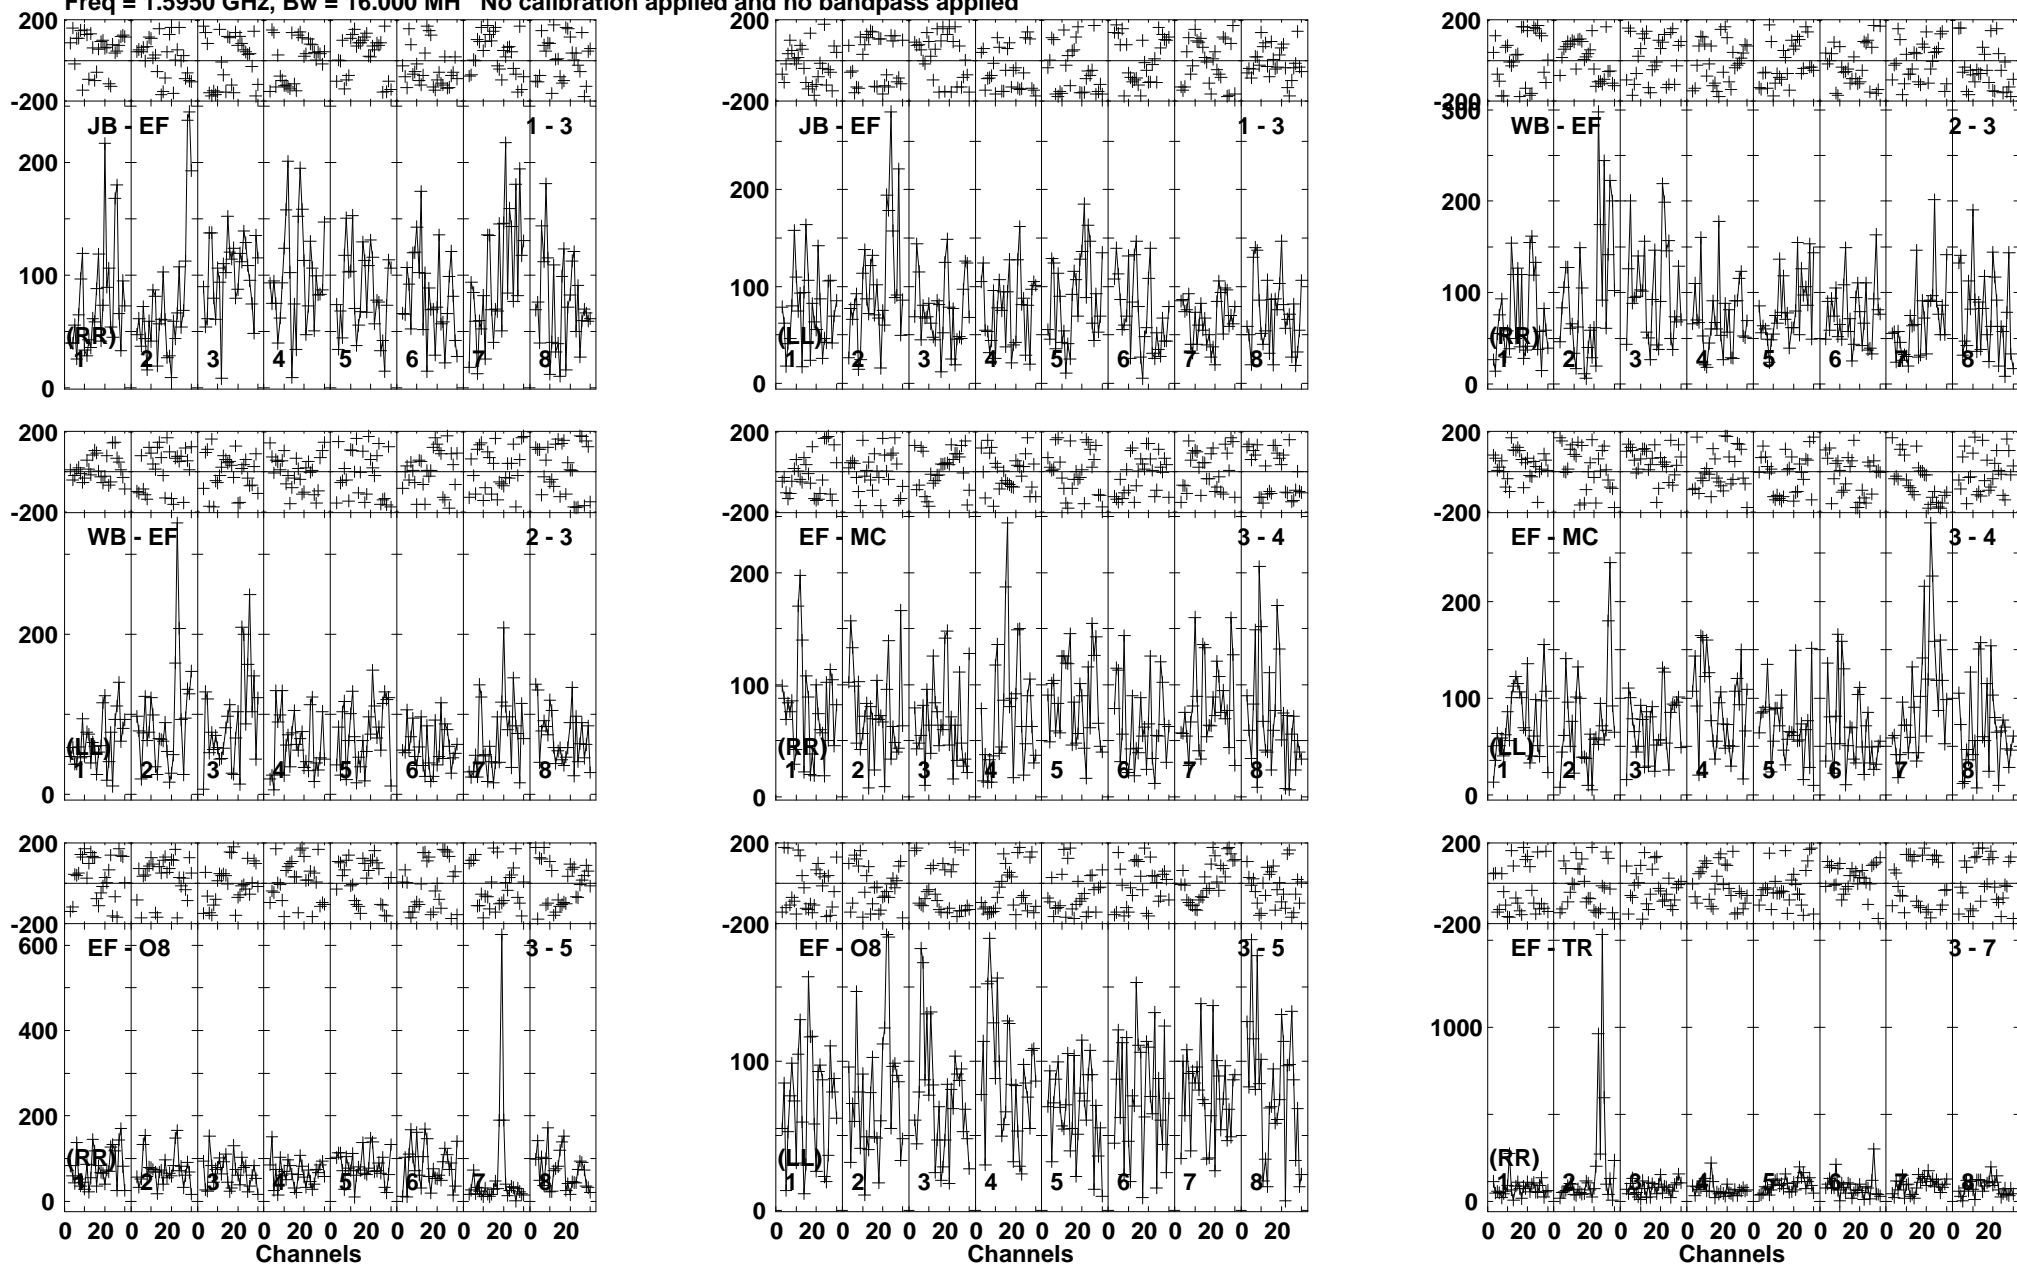 Freq = 1.5950 GHz, Bw = 16.000 MH   No calibration applied and no bandpass applied
200 200 200
-200 -200 -200
300
JB - EF 1 - 3 JB - EF 1 - 3 WB - EF 2 - 3
200 200 200
100 100 100
(RR) (LL) (RR)
1 2 3 4 5 6 7 8 1 2 3 4 5 6 7 8 1 2 3 4 5 6 7 8
0 0 0
200 200 200
-200 -200 -200
WB - EF 2 - 3 EF - MC 3 - 4 EF - MC 3 - 4
200 200 200
100 100
(LL) (RR) (LL)
1 2 3 4 5 6 7 8 1 2 3 4 5 6 7 8 1 2 3 4 5 6 7 8
0 0 0
200 200 200
-200 -200 -200
600
EF - O8 3 - 5 EF - O8 3 - 5 EF - TR 3 - 7
400 1000
200 100
(RR) (LL) (RR)
1 2 3 4 5 6 7 8 1 2 3 4 5 6 7 8 1 2 3 4 5 6 7 8
0 0 0
0 20 0 20 0 20 0 20 0 20 0 20 0 20 0 20 0 20 0 20 0 20 0 20 0 20 0 20 0 20 0 20 0 20 0 20 0 20 0 20 0 20 0 20 0 20 0 20
Channels Channels Channels